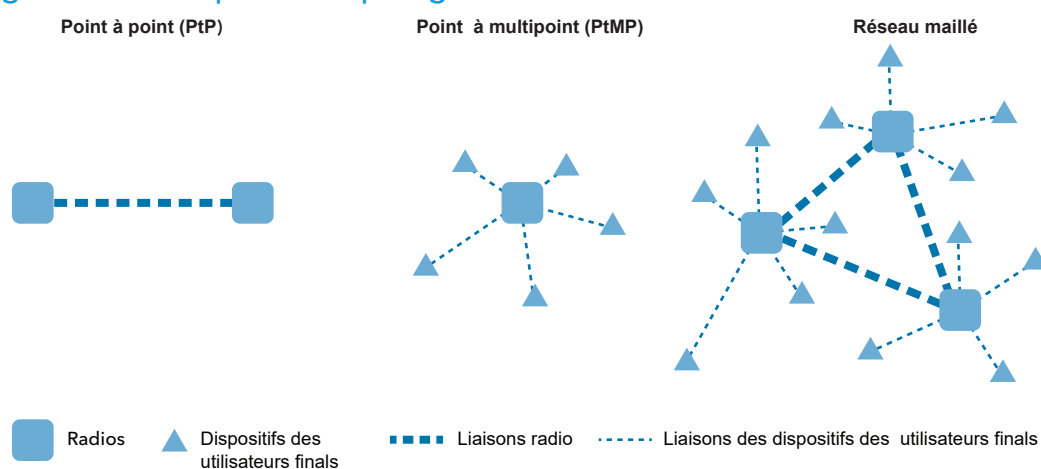 Point à point (PtP)
Point à multipoint (PtMP)
Réseau maillé
Radios
Dispositifs des
utilisateurs finals
Liaisons radio
Liaisons des dispositifs des utilisateurs finals